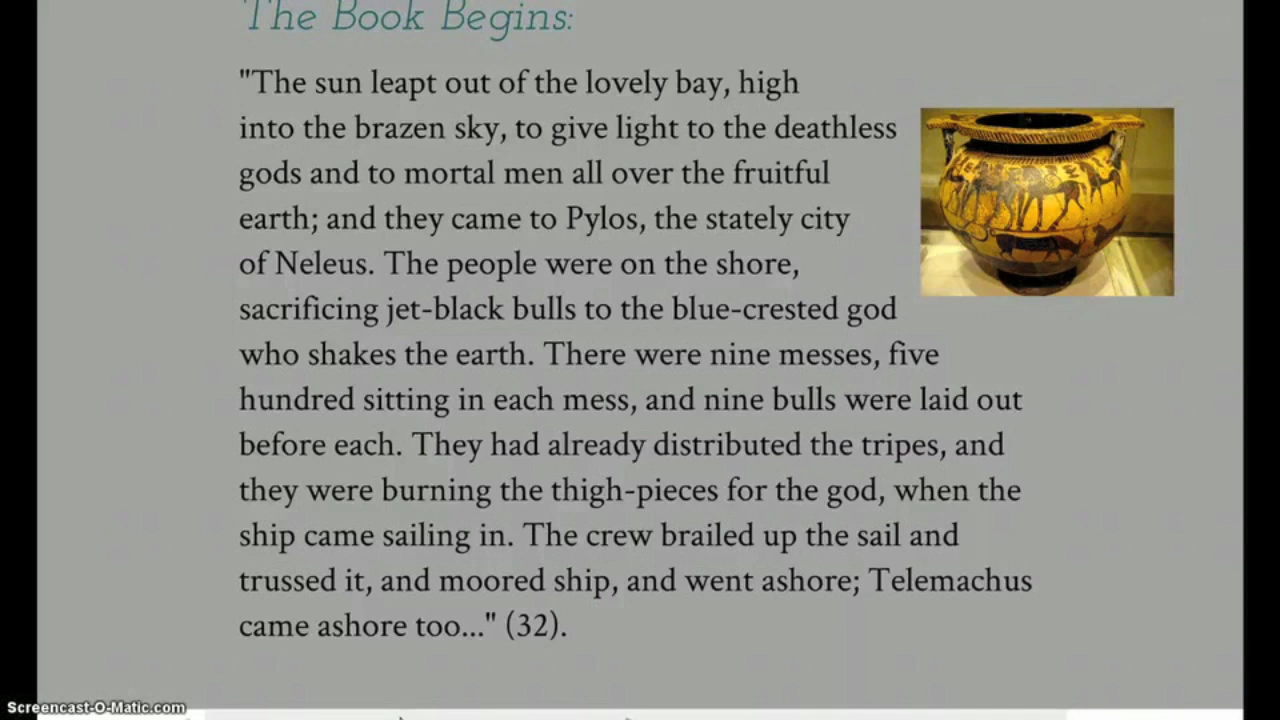 The Book Begins:
"The sun leapt out of the lovely bay, high
into the brazen sky, to give light to the deathless
gods and to mortal men all over the fruitful
earth; and they came to Pylos, the stately city
of Neleus. The people were on the shore,
sacrificing jet-black bulls to the blue-crested god
who shakes the earth. There were nine messes, five
hundred sitting in each mess, and nine bulls were laid out
before each. They had already distributed the tripes, and
they were burning the thigh-pieces for the god, when the
ship came sailing in. The crew brailed up the sail and
trussed it, and moored ship, and went ashore; Telemachus
came ashore too..." (32).
Screencast-O-Matic.com